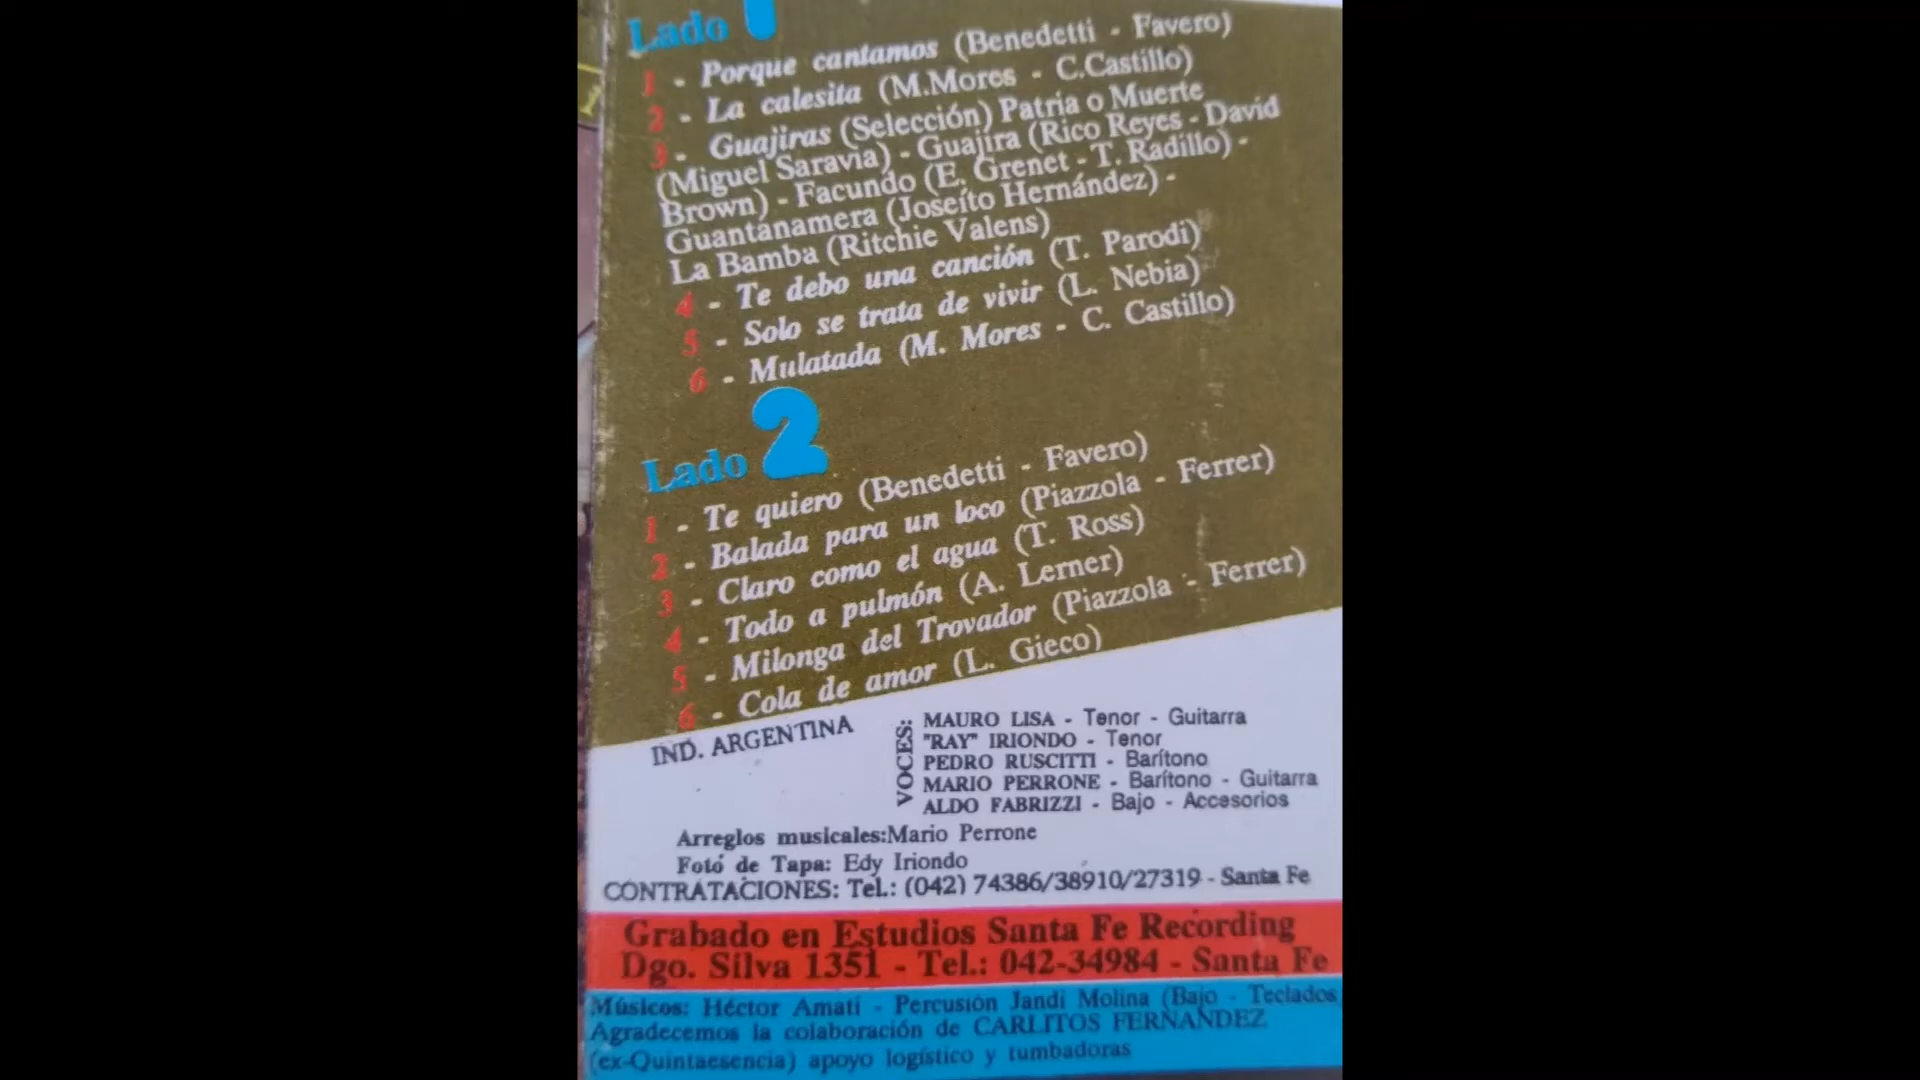 Lado 1
1 - Porque cantamos (Benedetti - Favero)
2 - La calesita (M.Mores - C.Castillo)
3 - Guajiras (Selección) Patria o Muerte
(Miguel Saravia) - Guajira (Rico Reyes - David
Brown) - Facundo (E. Grenet - T. Radillo) -
Guantanamera (Joseíto Hernández) -
La Bamba (Ritchie Valens)
4 - Te debo una canción (T. Parodi)
5 - Solo se trata de vivir (L. Nebia)
6 - Mulatada (M. Mores - C. Castillo)
Lado 2
1 - Te quiero (Benedetti - Favero)
2 - Balada para un loco (Piazzola - Ferrer)
3 - Claro como el agua (T. Ross)
4 - Todo a pulmón (A. Lerner)
5 - Milonga del Trovador (Piazzola - Ferrer)
6 - Cola de amor (L. Gieco)
IND. ARGENTINA
VOCES:
MAURO LISA - Tenor - Guitarra
"RAY" IRIONDO - Tenor
PEDRO RUSCITTI - Barítono
MARIO PERRONE - Barítono - Guitarra
ALDO FABRIZZI - Bajo - Accesorios
Arreglos musicales:Mario Perrone
Foto de Tapa: Edy Iriondo
CONTRATACIONES: Tel.: (042) 74386/38910/27319 - Santa Fe
Grabado en Estudios Santa Fe Recording
Dgo. Silva 1351 - Tel.: 042-34984 - Santa Fe
Músicos: Héctor Amatí - Percusión Jandi Molina (Bajo - Teclados
Agradecemos la colaboración de CARLITOS FERNANDEZ
(ex-Quintaesencia) apoyo logístico y tumbadoras